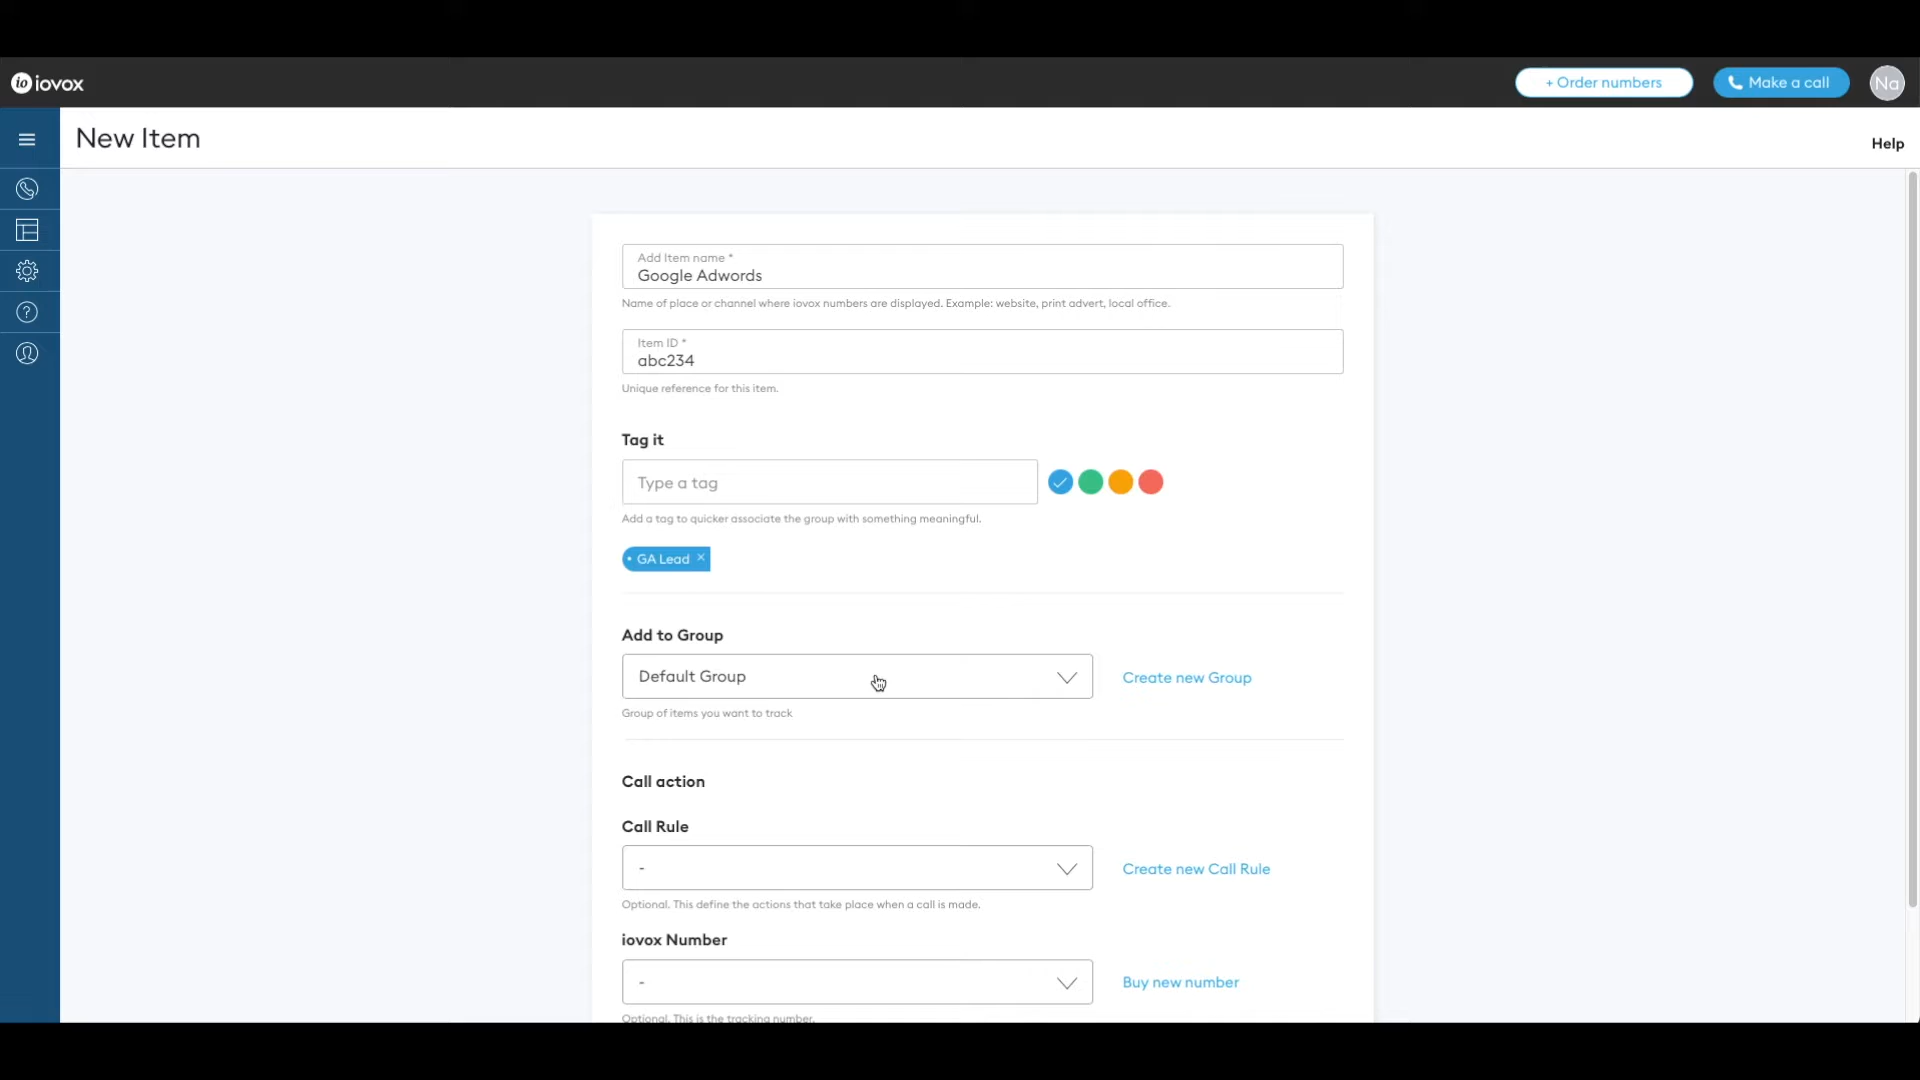 io iovox
+ Order numbers
Make a call
Na
New Item
Help
Add Item name *
Google Adwords
Name of place or channel where iovox numbers are displayed. Example: website, print advert, local office.
Item ID *
abc234
Unique reference for this item.
Tag it
Type a tag
Add a tag to quicker associate the group with something meaningful.
• GA Lead ×
Add to Group
Default Group
Create new Group
Group of items you want to track
Call action
Call Rule
-
Create new Call Rule
Optional. This define the actions that take place when a call is made.
iovox Number
-
Buy new number
Optional. This is the tracking number.